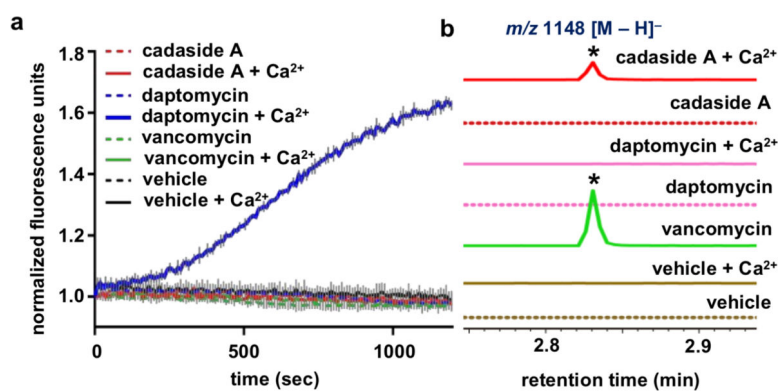 a
normalized fluorescence units
1.8
1.6
1.4
1.2
1.0
cadaside A
cadaside A + Ca²⁺
daptomycin
daptomycin + Ca²⁺
vancomycin
vancomycin + Ca²⁺
vehicle
vehicle + Ca²⁺
0
500
1000
time (sec)
b
m/z 1148 [M – H]⁻
*
cadaside A + Ca²⁺
cadaside A
daptomycin + Ca²⁺
*
daptomycin
vancomycin
vehicle + Ca²⁺
vehicle
2.8
2.9
retention time (min)